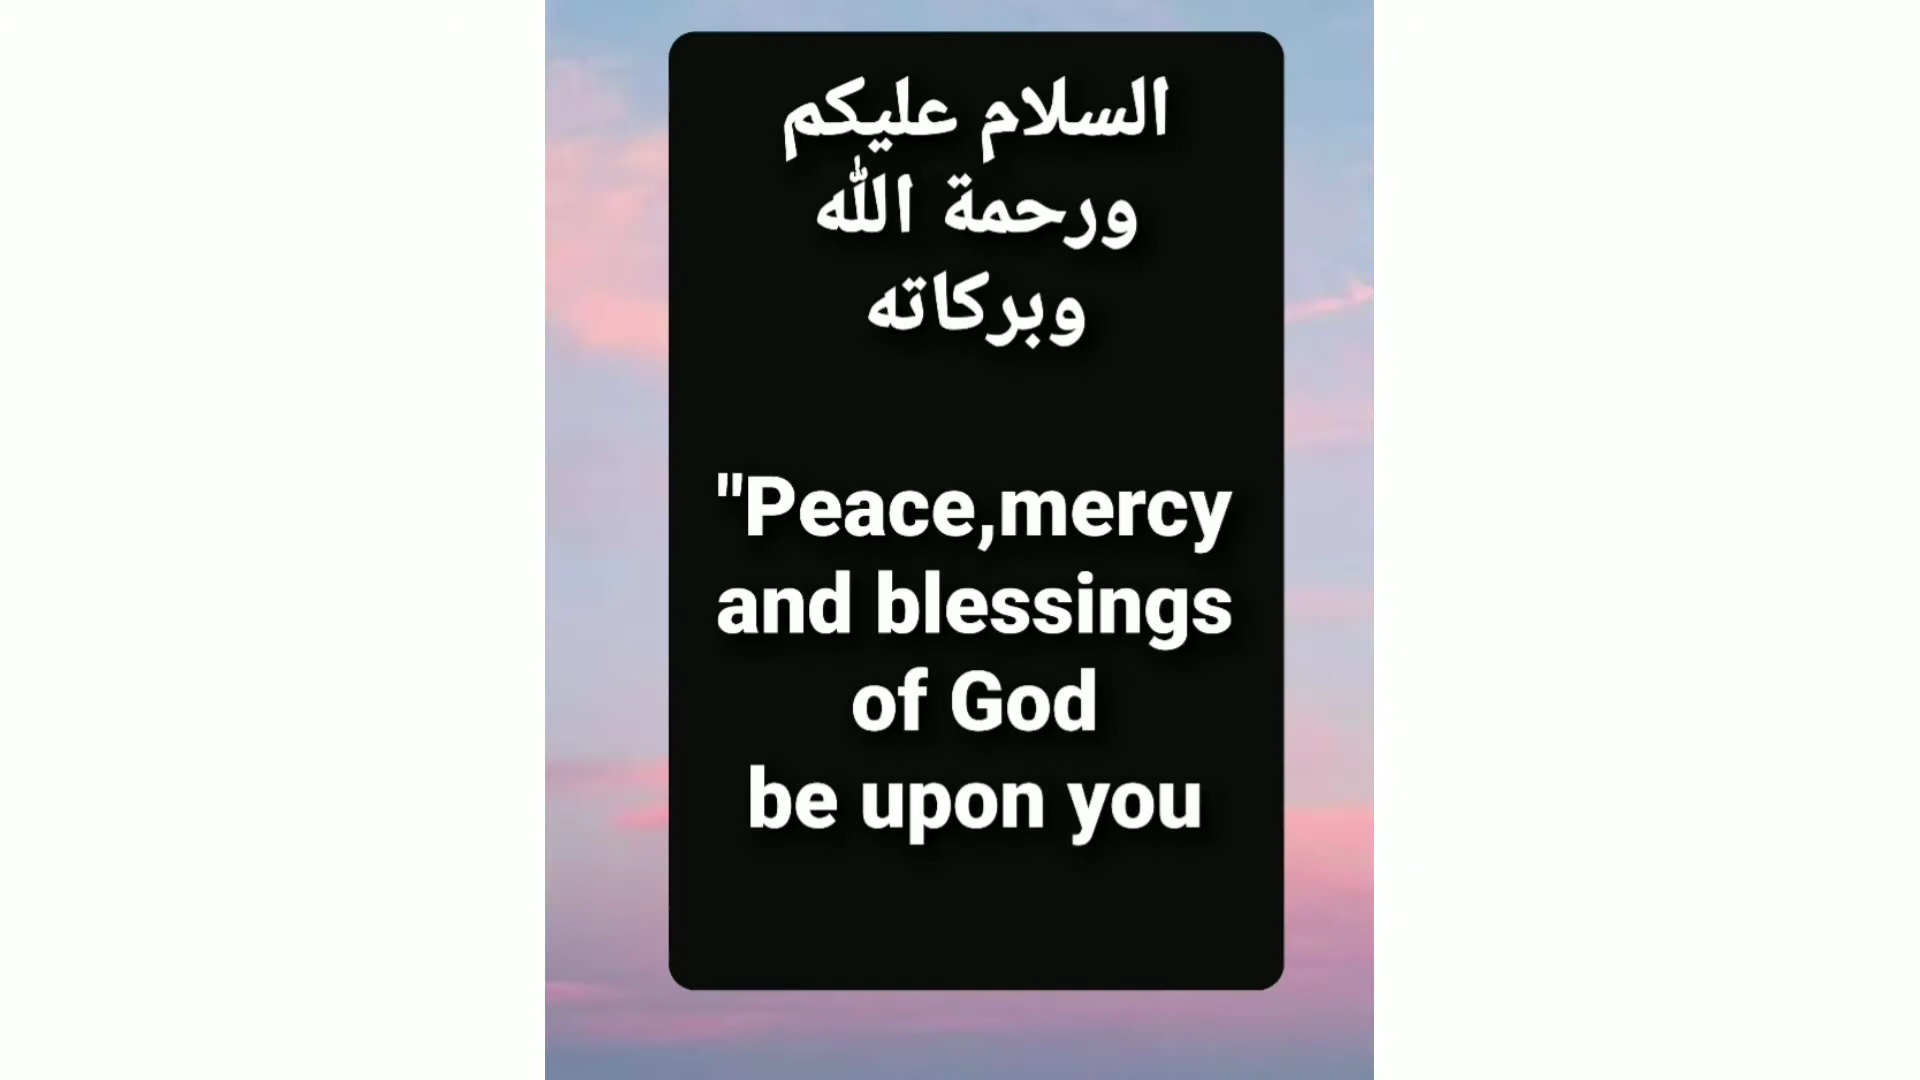 السلام عليكم
ورحمة الله
وبركاته
"Peace,mercy
and blessings
of God
be upon you